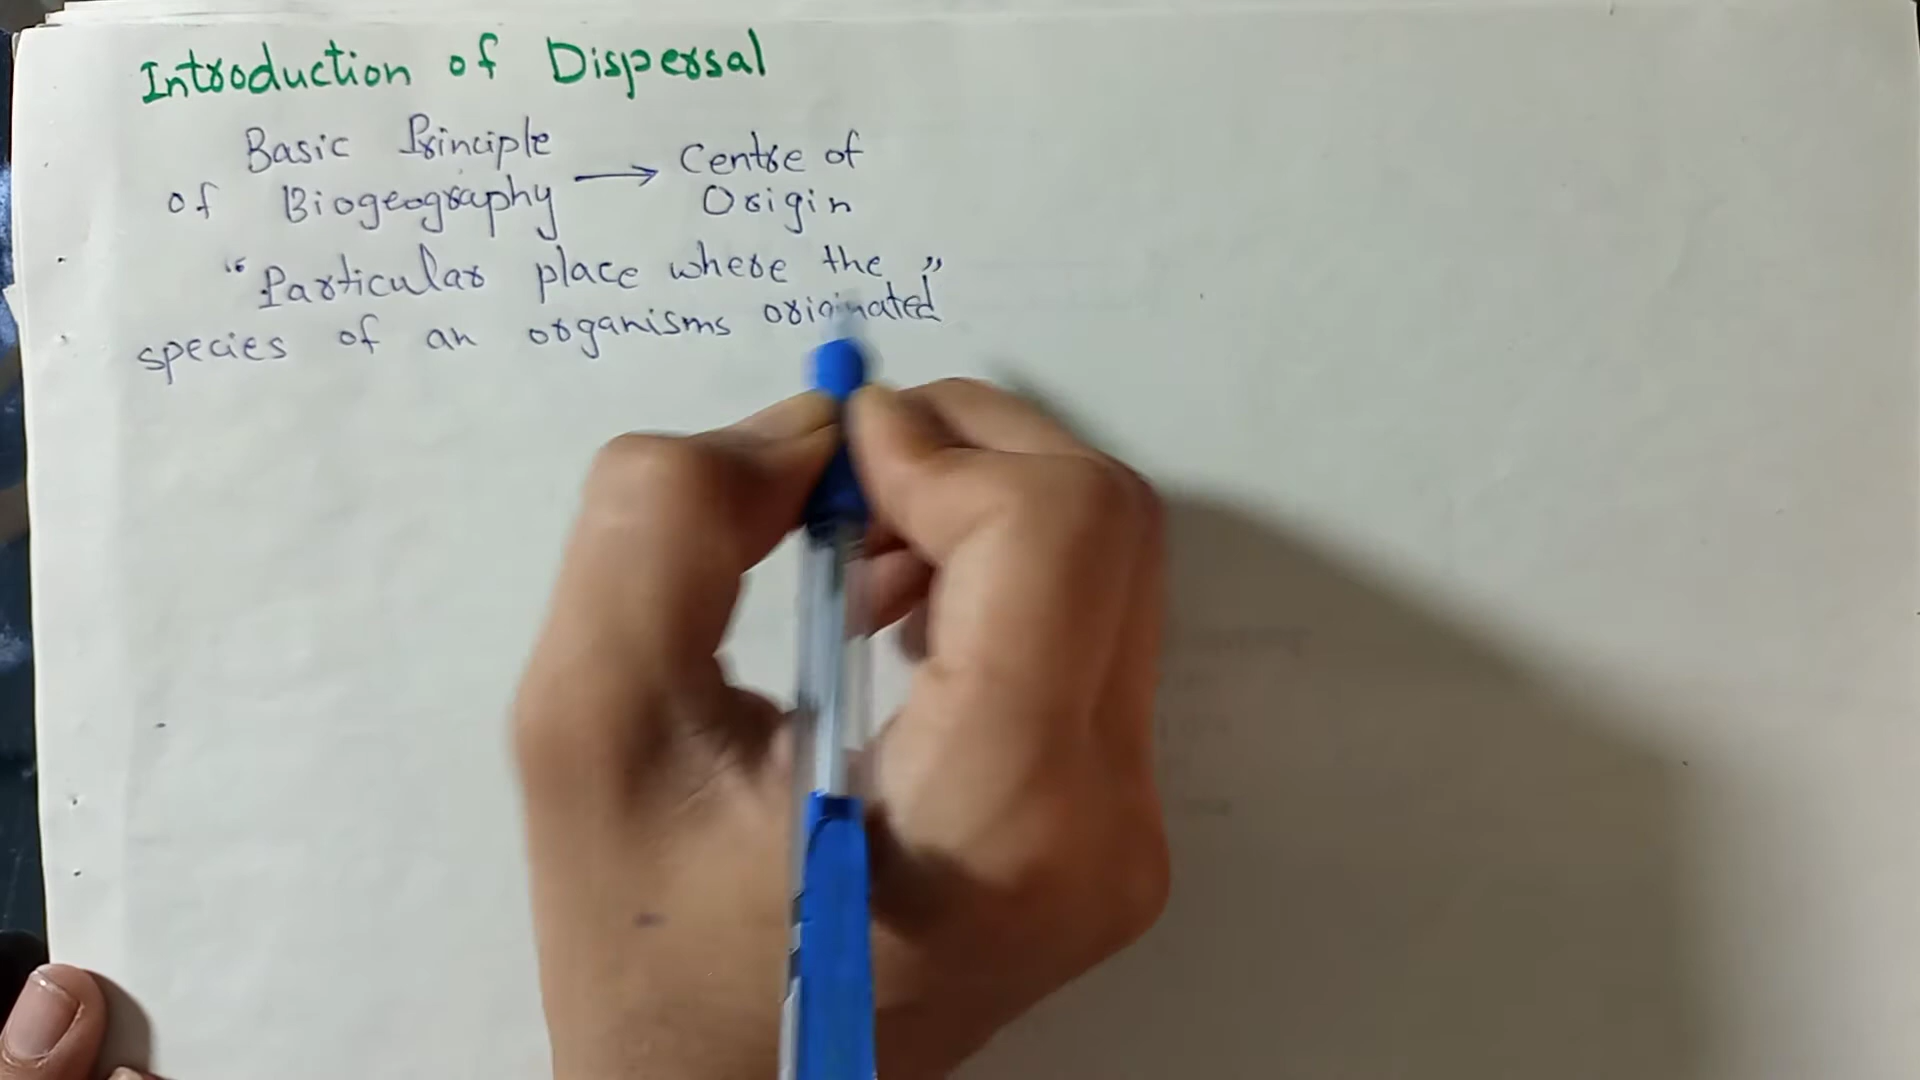 Introduction of Dispersal
Basic Principle
of Biogeography → Centre of
Origin
“Particular place where the ”
species of an organisms originated